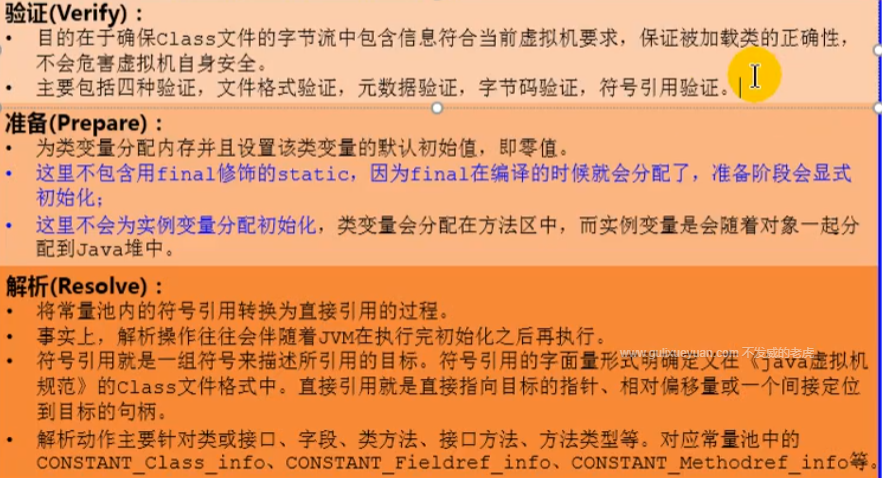 验证(Verify)：
• 目的在于确保Class文件的字节流中包含信息符合当前虚拟机要求，保证被加载类的正确性，
不会危害虚拟机自身安全。
• 主要包括四种验证，文件格式验证，元数据验证，字节码验证，符号引用验证。
准备(Prepare)：
• 为类变量分配内存并且设置该类变量的默认初始值，即零值。
• 这里不包含用final修饰的static，因为final在编译的时候就会分配了，准备阶段会显式
初始化；
• 这里不会为实例变量分配初始化，类变量会分配在方法区中，而实例变量是会随着对象一起分
配到Java堆中。
解析(Resolve)：
• 将常量池内的符号引用转换为直接引用的过程。
• 事实上，解析操作往往会伴随着JVM在执行完初始化之后再执行。
www.gulixueyuan.com 不发威的老虎
• 符号引用就是一组符号来描述所引用的目标。符号引用的字面量形式明确定义在《java虚拟机
规范》的Class文件格式中。直接引用就是直接指向目标的指针、相对偏移量或一个间接定位
到目标的句柄。
• 解析动作主要针对类或接口、字段、类方法、接口方法、方法类型等。对应常量池中的
CONSTANT_Class_info、CONSTANT_Fieldref_info、CONSTANT_Methodref_info等。